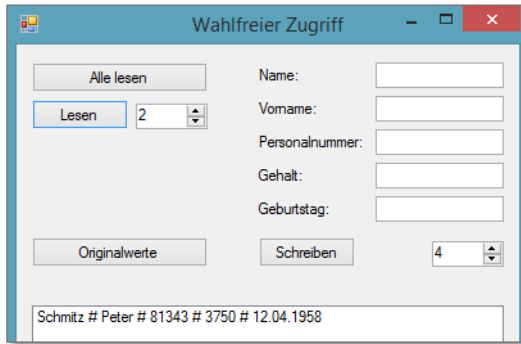 Wahlfreier Zugriff
Alle lesen
Name:
Lesen 2
Vorname:
Personalnummer:
Gehalt:
Geburtstag:
Originalwerte
Schreiben 4
Schmitz # Peter # 81343 # 3750 # 12.04.1958